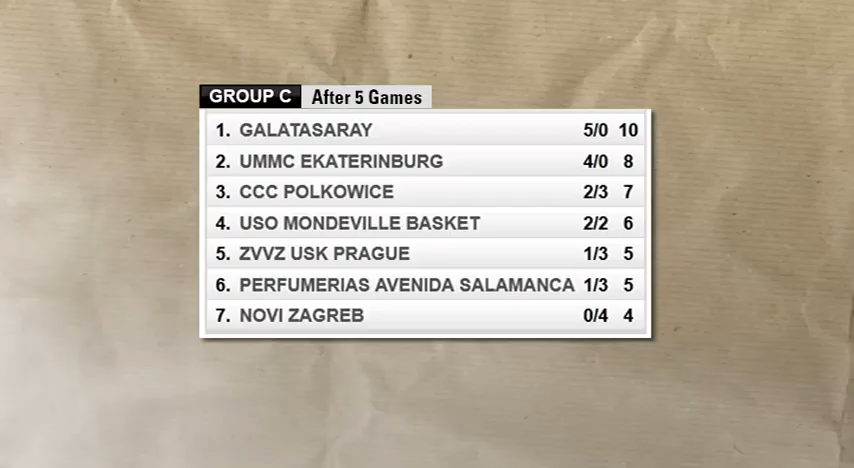 GROUP C After 5 Games
1. GALATASARAY 5/0 10
2. UMMC EKATERINBURG 4/0 8
3. CCC POLKOWICE 2/3 7
4. USO MONDEVILLE BASKET 2/2 6
5. ZVVZ USK PRAGUE 1/3 5
6. PERFUMERIAS AVENIDA SALAMANCA 1/3 5
7. NOVI ZAGREB 0/4 4